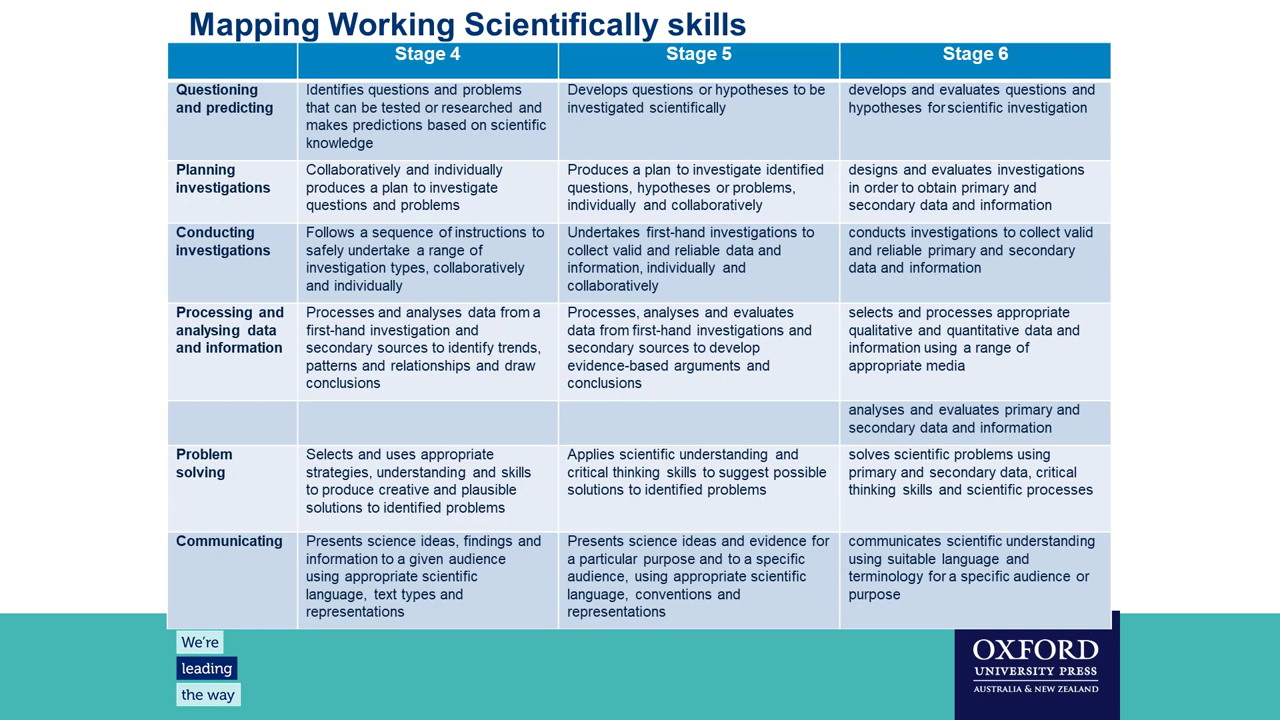 Mapping Working Scientifically skills
Stage 4
Stage 5
Stage 6
Questioning
and predicting
Identifies questions and problems
that can be tested or researched and
makes predictions based on scientific
knowledge
Develops questions or hypotheses to be
investigated scientifically
develops and evaluates questions and
hypotheses for scientific investigation
Planning
investigations
Collaboratively and individually
produces a plan to investigate
questions and problems
Produces a plan to investigate identified
questions, hypotheses or problems,
individually and collaboratively
designs and evaluates investigations
in order to obtain primary and
secondary data and information
Conducting
investigations
Follows a sequence of instructions to
safely undertake a range of
investigation types, collaboratively
and individually
Undertakes first-hand investigations to
collect valid and reliable data and
information, individually and
collaboratively
conducts investigations to collect valid
and reliable primary and secondary
data and information
Processing and
analysing data
and information
Processes and analyses data from a
first-hand investigation and
secondary sources to identify trends,
patterns and relationships and draw
conclusions
Processes, analyses and evaluates
data from first-hand investigations and
secondary sources to develop
evidence-based arguments and
conclusions
selects and processes appropriate
qualitative and quantitative data and
information using a range of
appropriate media
analyses and evaluates primary and
secondary data and information
Problem
solving
Selects and uses appropriate
strategies, understanding and skills
to produce creative and plausible
solutions to identified problems
Applies scientific understanding and
critical thinking skills to suggest possible
solutions to identified problems
solves scientific problems using
primary and secondary data, critical
thinking skills and scientific processes
Communicating
Presents science ideas, findings and
information to a given audience
using appropriate scientific
language, text types and
representations
Presents science ideas and evidence for
a particular purpose and to a specific
audience, using appropriate scientific
language, conventions and
representations
communicates scientific understanding
using suitable language and
terminology for a specific audience or
purpose
We're
leading
the way
OXFORD
UNIVERSITY PRESS
AUSTRALIA & NEW ZEALAND